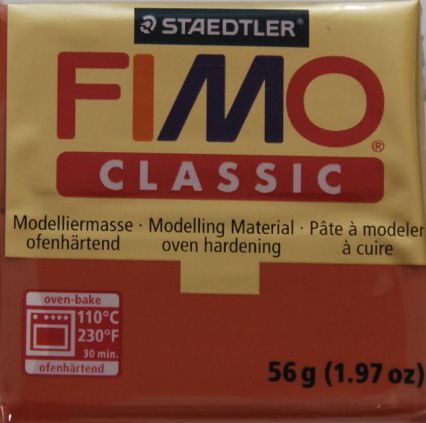 STAEDTLER®
FIMO®
CLASSIC
Modelliermasse · Modelling Material · Pâte à modeler
ofenhärtend oven hardening à cuire
oven-bake
110°C
230°F
30 min.
ofenhärtend
56 g (1.97 oz)